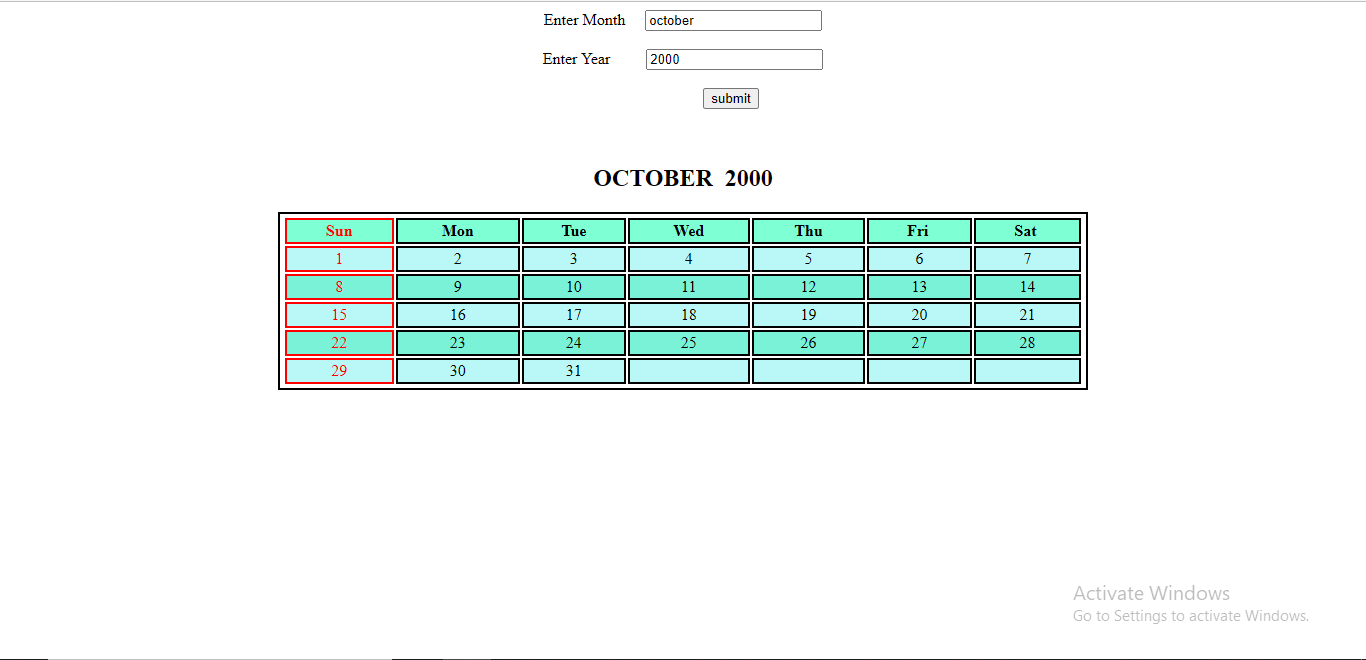 Enter Month october
Enter Year 2000
submit
OCTOBER 2000
Sun Mon Tue Wed Thu Fri Sat
1 2 3 4 5 6 7
8 9 10 11 12 13 14
15 16 17 18 19 20 21
22 23 24 25 26 27 28
29 30 31
Activate Windows
Go to Settings to activate Windows.